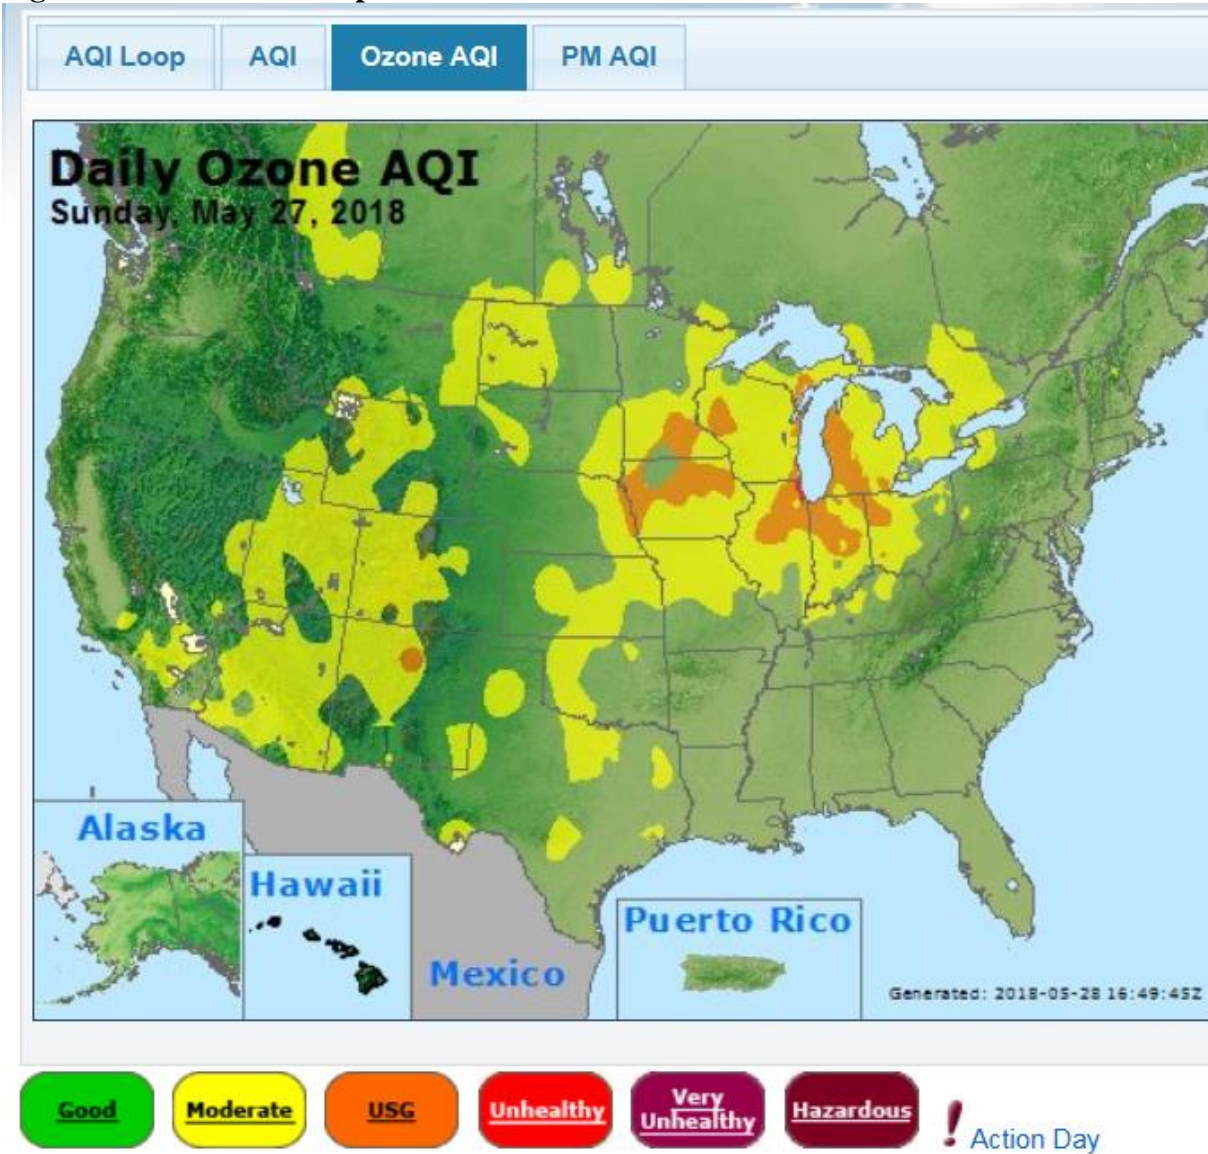 AQI Loop AQI Ozone AQI PM AQI
Daily Ozone AQI
Sunday, May 27, 2018
Alaska
Hawaii
Mexico
Puerto Rico
Generated: 2018-05-28 16:49:45Z
Good Moderate USG Unhealthy Very Unhealthy Hazardous ! Action Day